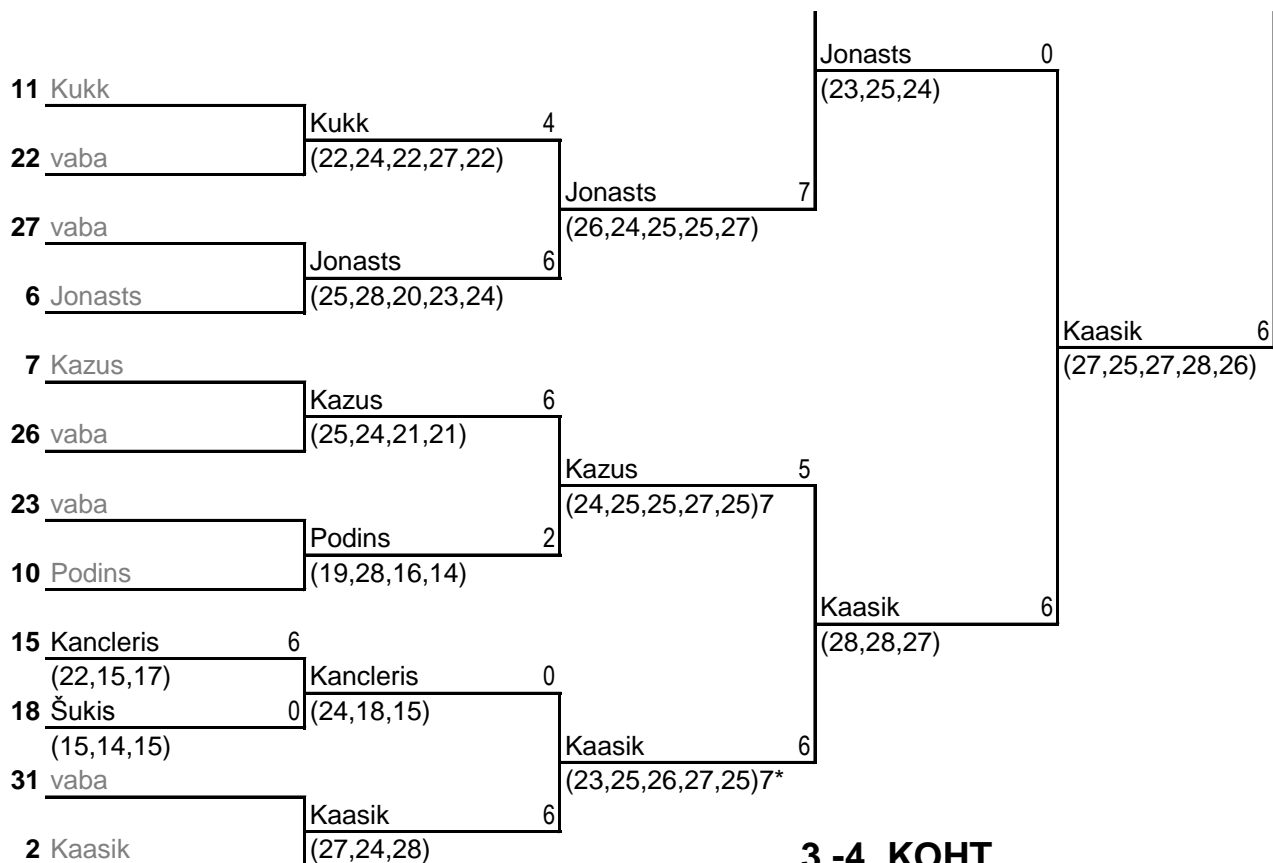 Jonasts 0
11 Kukk (23,25,24)
Kukk 4
22 vaba (22,24,22,27,22)
Jonasts 7
27 vaba (26,24,25,25,27)
Jonasts 6
6 Jonasts (25,28,20,23,24)
Kaasik 6
7 Kazus (27,25,27,28,26)
Kazus 6
26 vaba (25,24,21,21)
Kazus 5
23 vaba (24,25,25,27,25)7
Podins 2
10 Podins (19,28,16,14)
Kaasik 6
15 Kancleris 6 (28,28,27)
(22,15,17) Kancleris 0
18 Šukis 0 (24,18,15)
(15,14,15) Kaasik 6
31 vaba (23,25,26,27,25)7*
Kaasik 6
2 Kaasik (27,24,28) 3.-4. KOHT